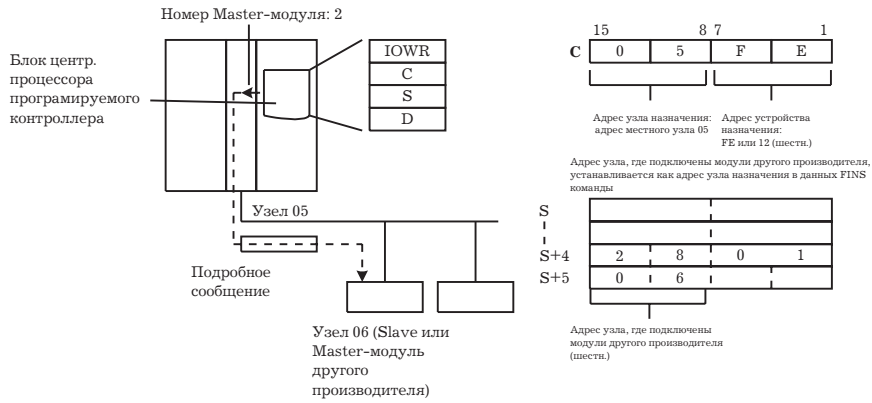 Номер Master-модуля: 2
Блок центр.
процессора
програмируемого
контроллера
IOWR
C
S
D
Узел 05
Подробное
сообщение
Узел 06 (Slave или
Master-модуль
другого
производителя)
15 8 7 1
C 0 5 F E
Адрес узла назначения:
адрес местного узла 05
Адрес устройства
назначения:
FE или 12 (шестн.)
Адрес узла, где подключены модули другого производителя,
устанавливается как адрес узла назначения в данных FINS
команды
S
S+4 2 8 0 1
S+5 0 6
Адрес узла, где подключены
модули другого производителя
(шестн.)